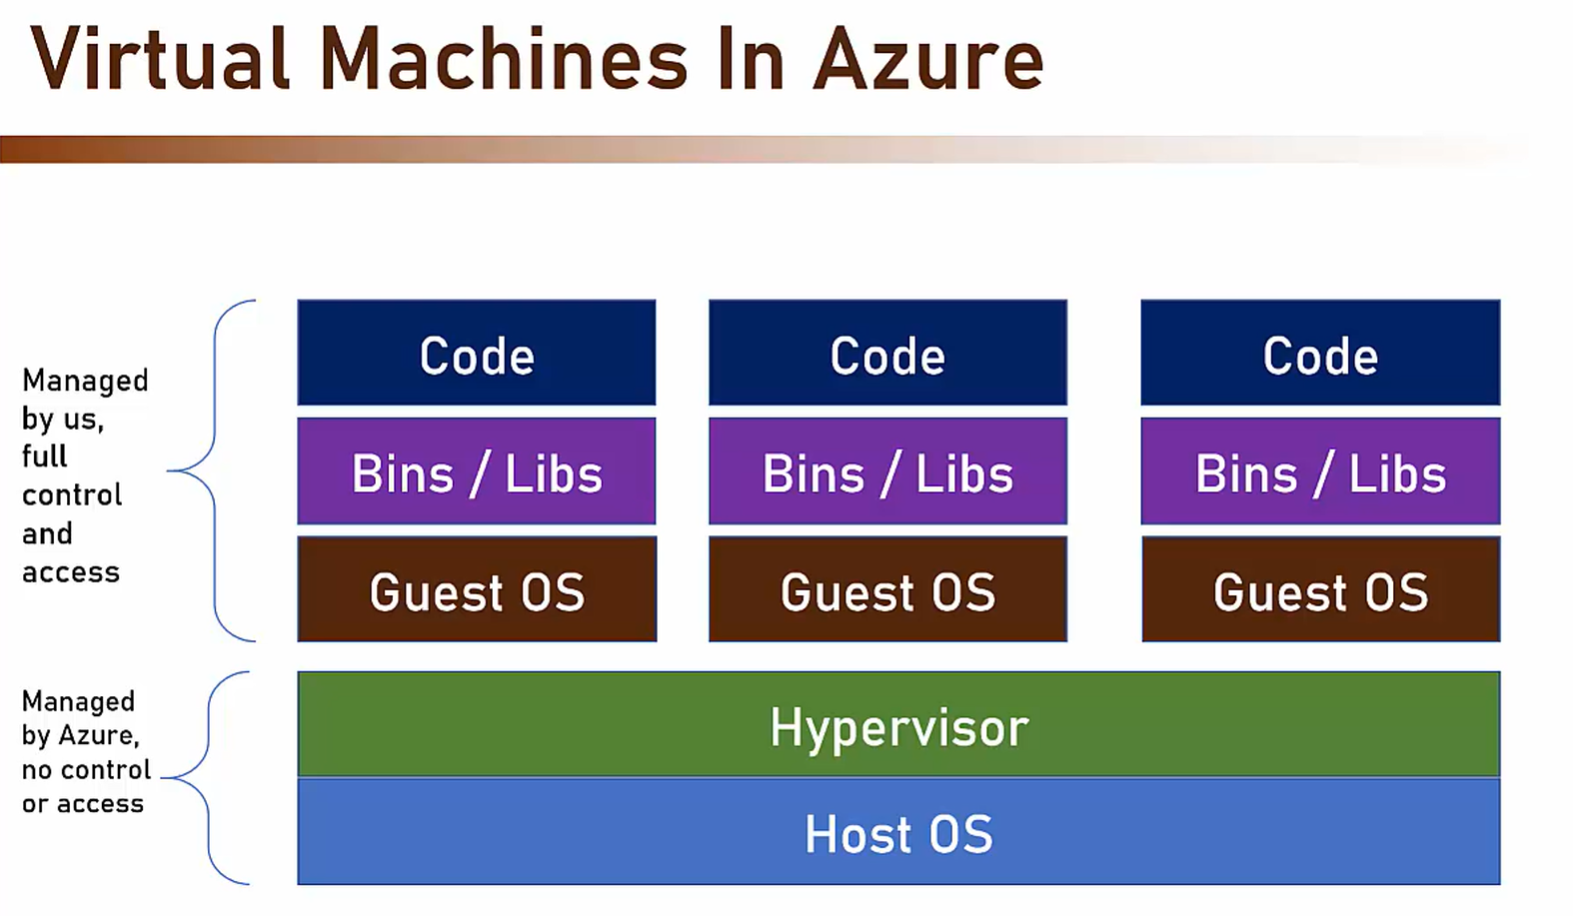 Virtual Machines In Azure
Managed
by us,
full
control
and
access
Code
Code
Code
Bins / Libs
Bins / Libs
Bins / Libs
Guest OS
Guest OS
Guest OS
Managed
by Azure,
no control
or access
Hypervisor
Host OS